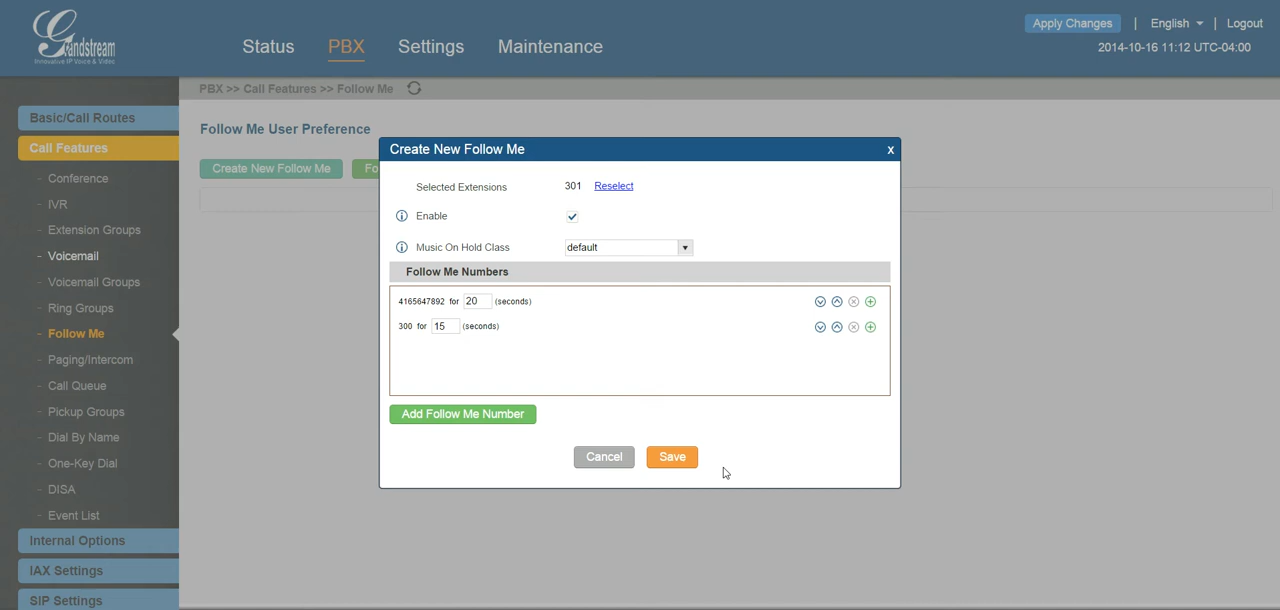 Grandstream
Innovative IP Voice & Video
Status
PBX
Settings
Maintenance
Apply Changes | English | Logout
2014-10-16 11:12 UTC-04:00
PBX >> Call Features >> Follow Me
Basic/Call Routes
Call Features
- Conference
- IVR
- Extension Groups
- Voicemail
- Voicemail Groups
- Ring Groups
- Follow Me
- Paging/Intercom
- Call Queue
- Pickup Groups
- Dial By Name
- One-Key Dial
- DISA
- Event List
Internal Options
IAX Settings
SIP Settings
Follow Me User Preference
Create New Follow Me
Fo
Create New Follow Me
x
Selected Extensions 301 Reselect
Enable
Music On Hold Class default
Follow Me Numbers
4165647892 for 20 (seconds)
300 for 15 (seconds)
Add Follow Me Number
Cancel
Save